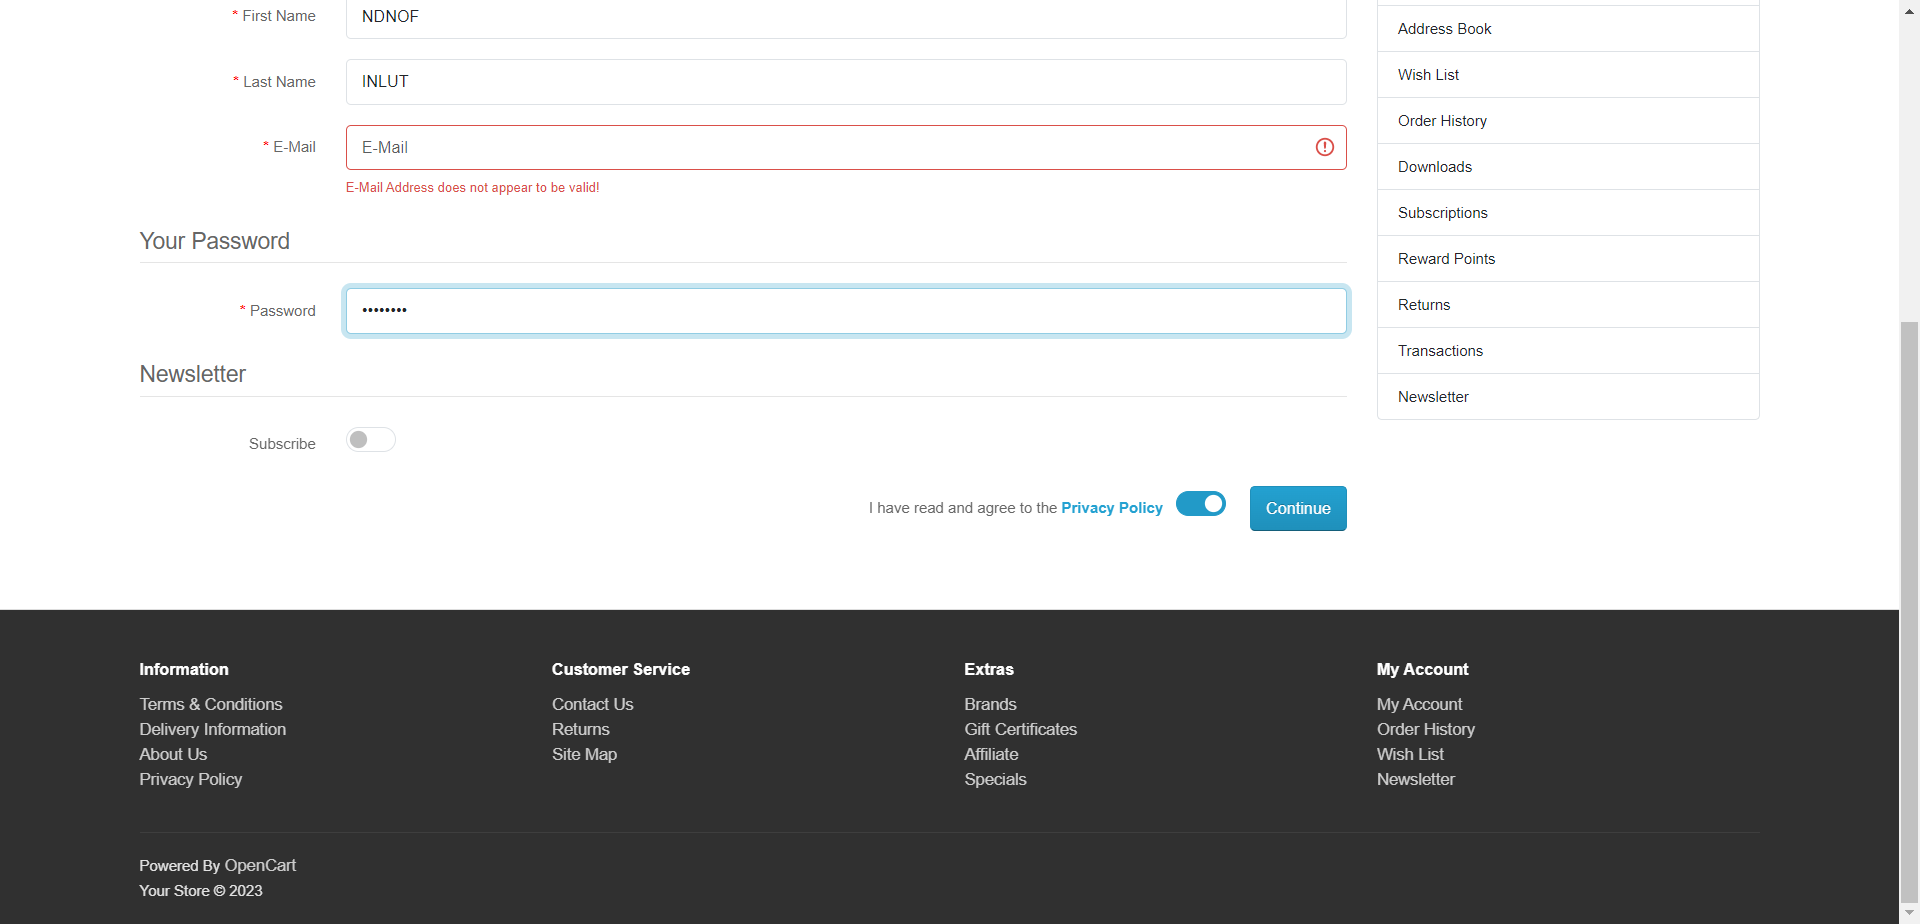 * First Name
NDNOF
* Last Name
INLUT
* E-Mail
E-Mail
E-Mail Address does not appear to be valid!
Your Password
* Password
••••••••
Newsletter
Subscribe
I have read and agree to the Privacy Policy
Continue
Address Book
Wish List
Order History
Downloads
Subscriptions
Reward Points
Returns
Transactions
Newsletter
Information
Terms & Conditions
Delivery Information
About Us
Privacy Policy
Customer Service
Contact Us
Returns
Site Map
Extras
Brands
Gift Certificates
Affiliate
Specials
My Account
My Account
Order History
Wish List
Newsletter
Powered By OpenCart
Your Store © 2023